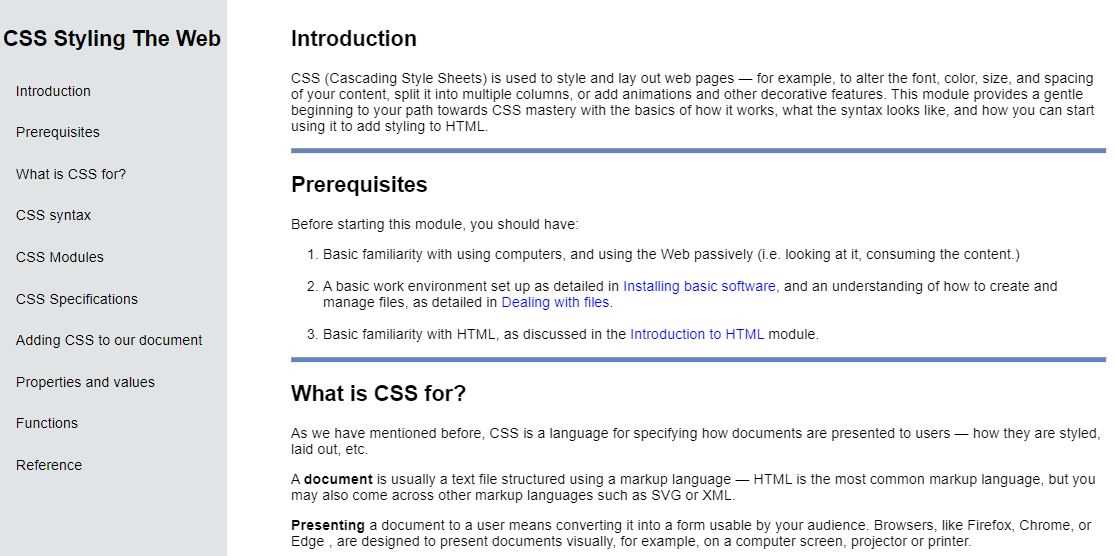 CSS Styling The Web
Introduction
Prerequisites
What is CSS for?
CSS syntax
CSS Modules
CSS Specifications
Adding CSS to our document
Properties and values
Functions
Reference
Introduction
CSS (Cascading Style Sheets) is used to style and lay out web pages — for example, to alter the font, color, size, and spacing
of your content, split it into multiple columns, or add animations and other decorative features. This module provides a gentle
beginning to your path towards CSS mastery with the basics of how it works, what the syntax looks like, and how you can start
using it to add styling to HTML.
Prerequisites
Before starting this module, you should have:
1. Basic familiarity with using computers, and using the Web passively (i.e. looking at it, consuming the content.)
2. A basic work environment set up as detailed in Installing basic software, and an understanding of how to create and
manage files, as detailed in Dealing with files.
3. Basic familiarity with HTML, as discussed in the Introduction to HTML module.
What is CSS for?
As we have mentioned before, CSS is a language for specifying how documents are presented to users — how they are styled,
laid out, etc.
A document is usually a text file structured using a markup language — HTML is the most common markup language, but you
may also come across other markup languages such as SVG or XML.
Presenting a document to a user means converting it into a form usable by your audience. Browsers, like Firefox, Chrome, or
Edge , are designed to present documents visually, for example, on a computer screen, projector or printer.